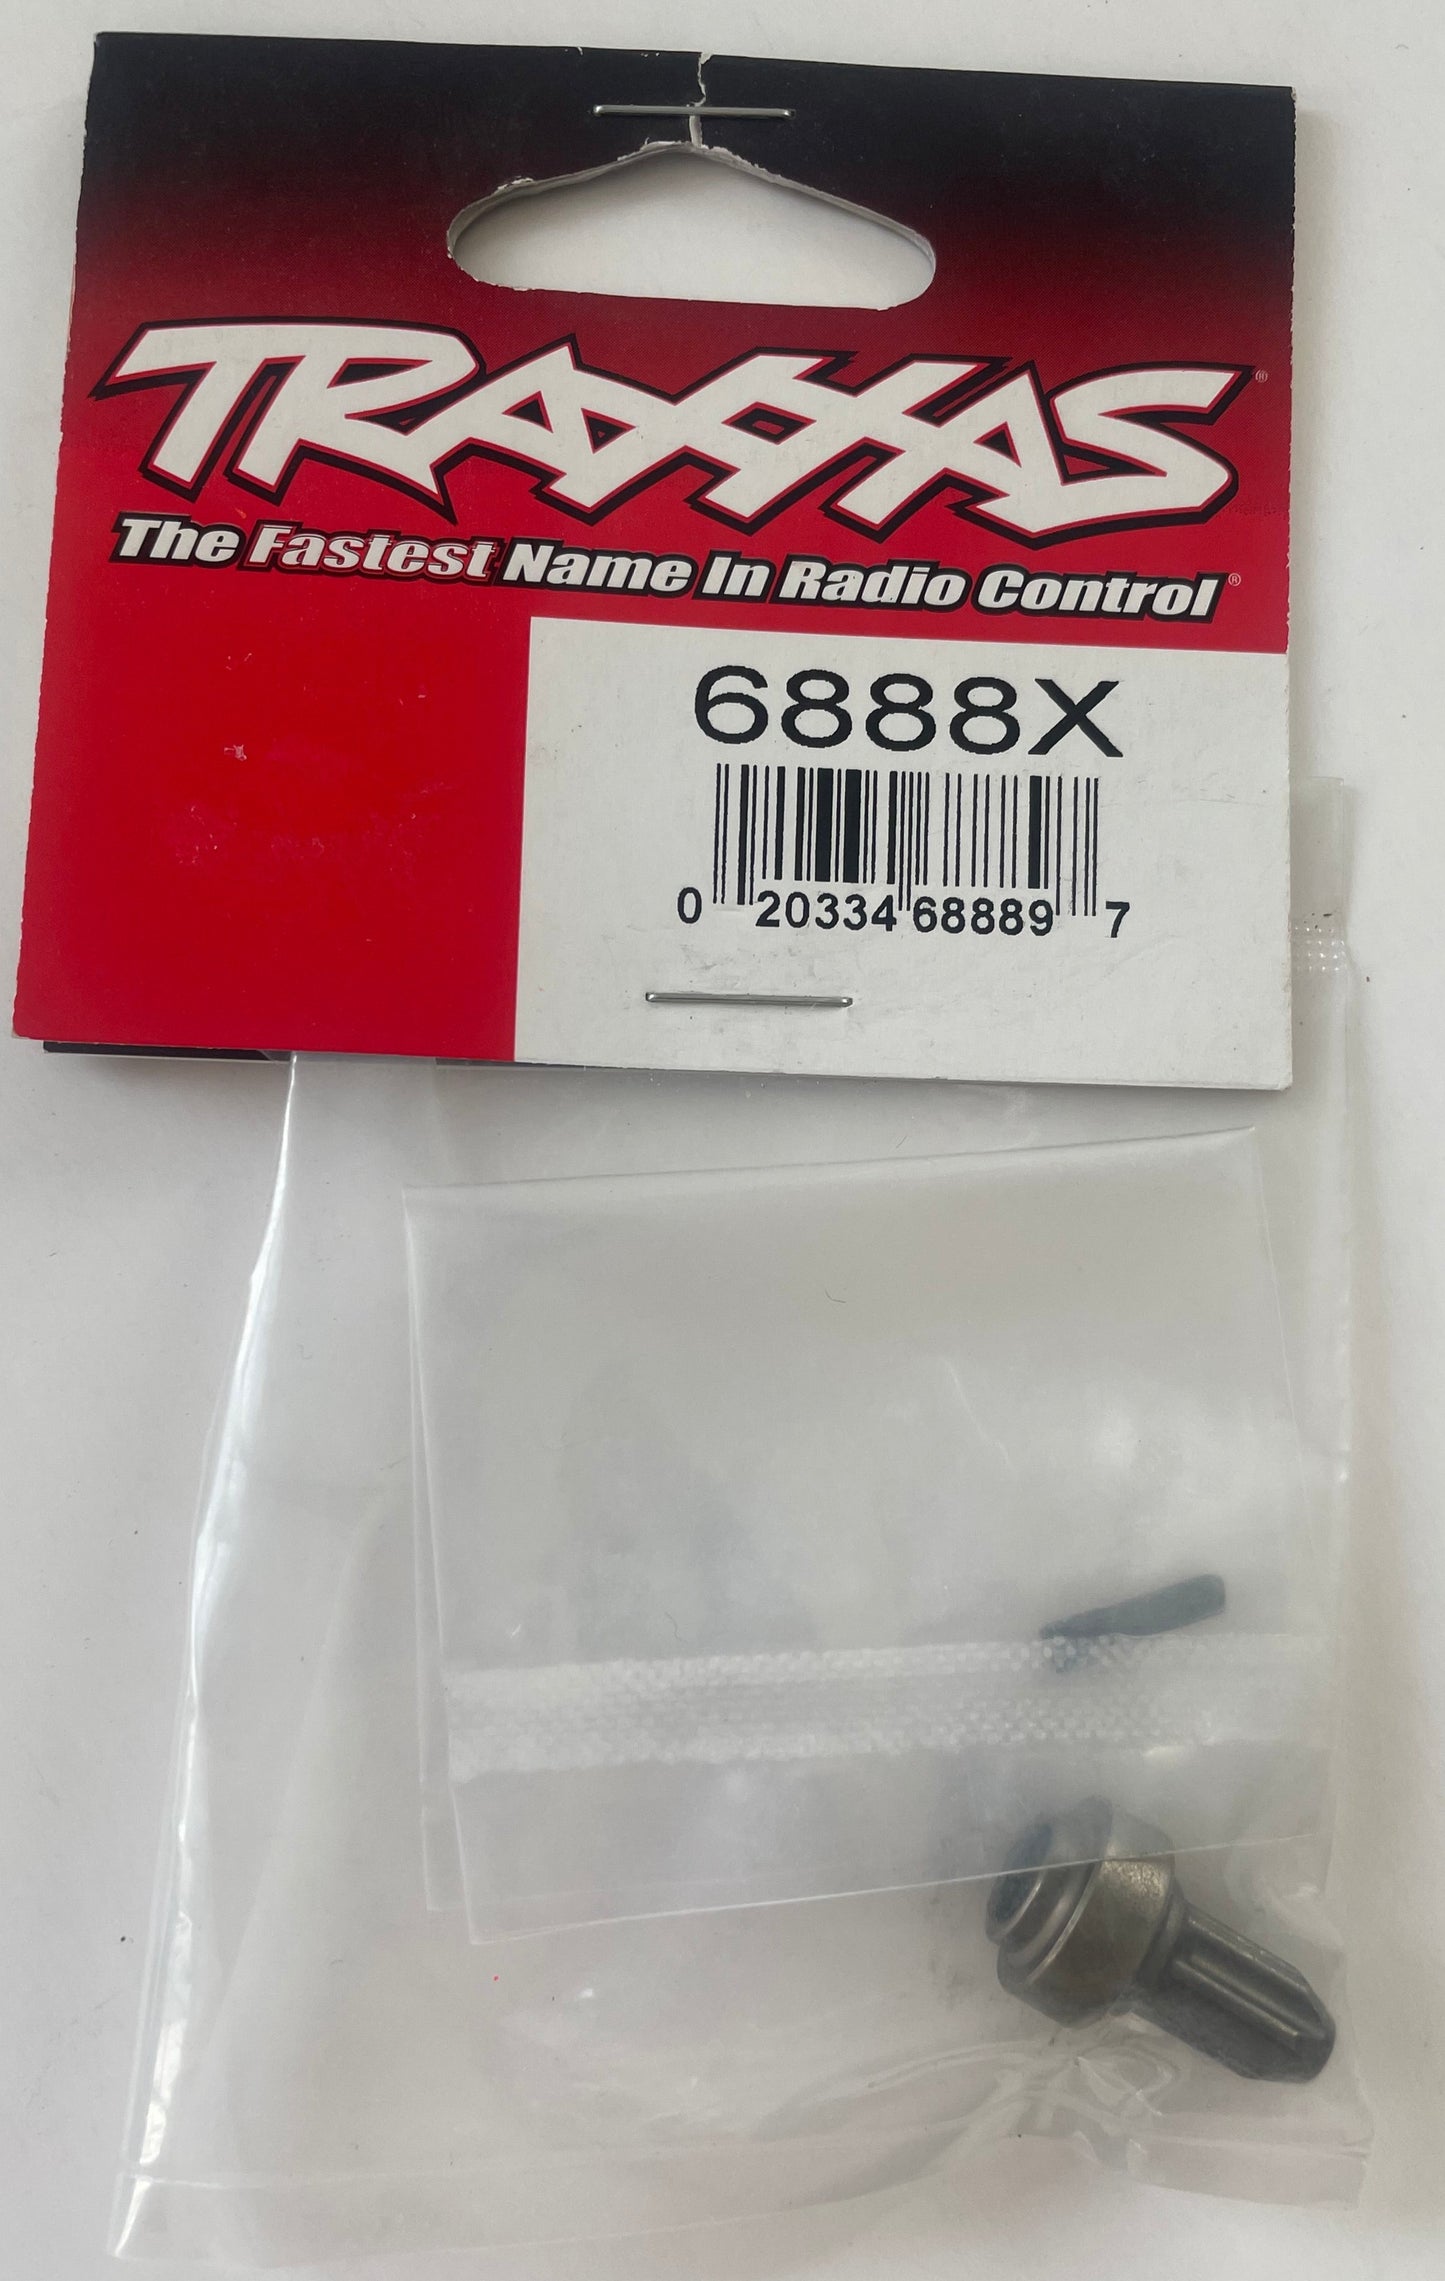 TRAXXAS®
The Fastest Name In Radio Control®
6888X
0 20334 68889 7